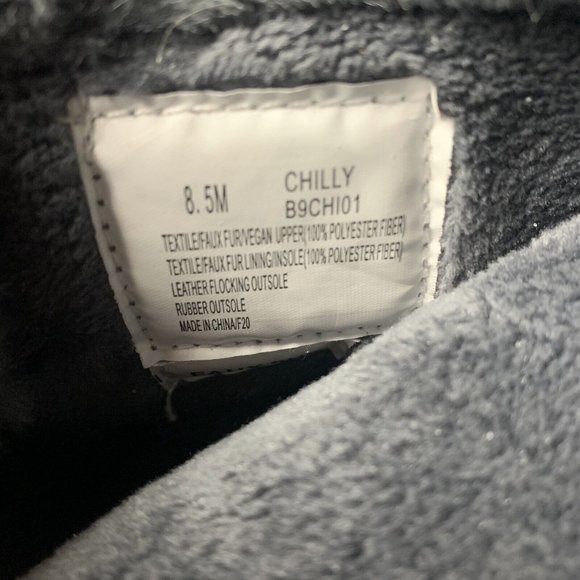 8.5M CHILLY
B9CHI01
TEXTILE/FAUX FUR/VEGAN UPPER(100% POLYESTER FIBER)
TEXTILE/FAUX FUR LINING/INSOLE(100% POLYESTER FIBER)
LEATHER FLOCKING OUTSOLE
RUBBER OUTSOLE
MADE IN CHINA/F20